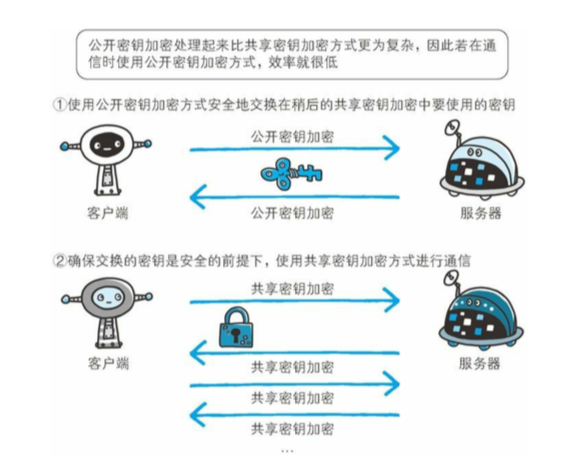 公开密钥加密处理起来比共享密钥加密方式更为复杂，因此若在通
信时使用公开密钥加密方式，效率就很低
①使用公开密钥加密方式安全地交换在稍后的共享密钥加密中要使用的密钥
公开密钥加密
公开密钥加密
客户端
服务器
②确保交换的密钥是安全的前提下，使用共享密钥加密方式进行通信
共享密钥加密
客户端
服务器
共享密钥加密
共享密钥加密
共享密钥加密
…